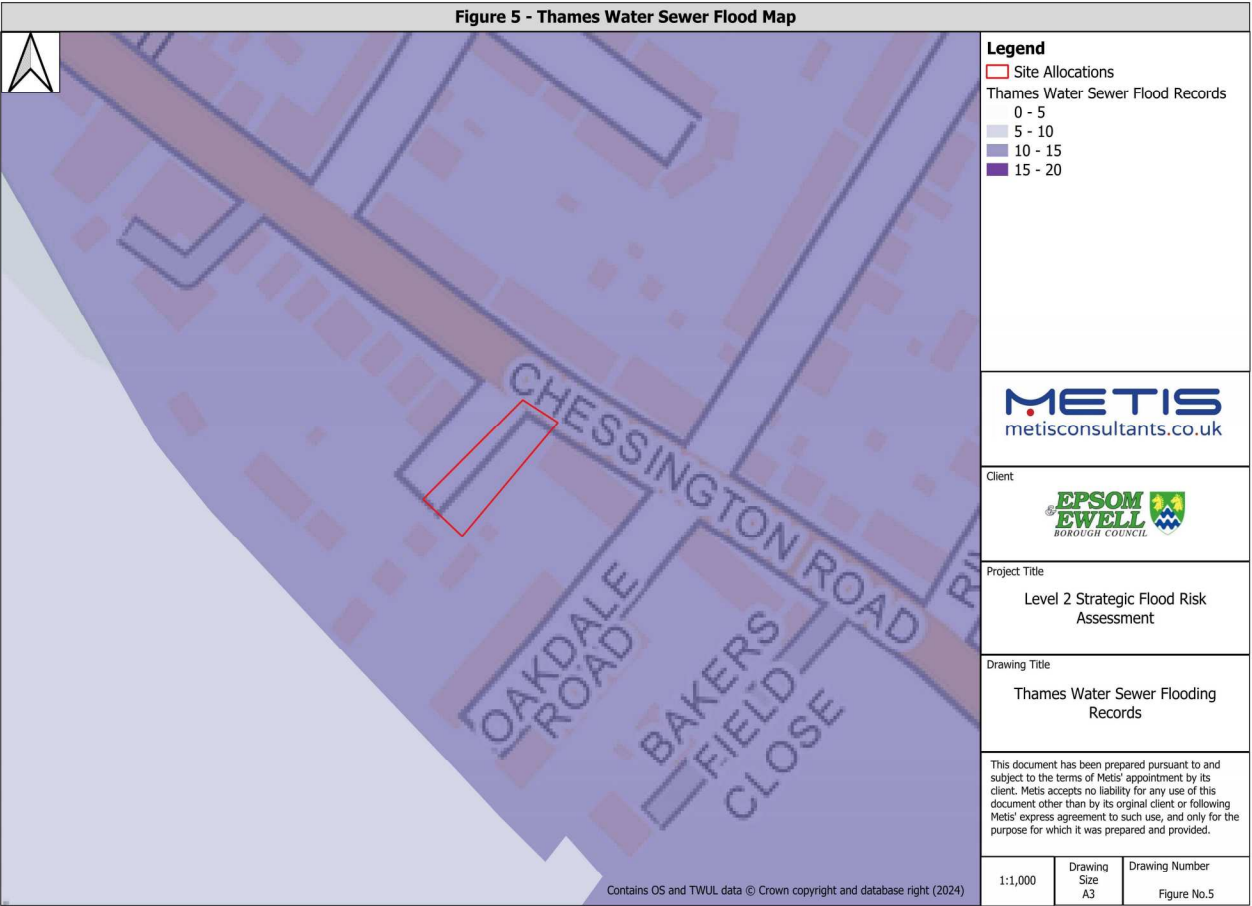 Figure 5 - Thames Water Sewer Flood Map
Legend
Site Allocations
Thames Water Sewer Flood Records
0 - 5
5 - 10
10 - 15
15 - 20
CHESSINGTON ROAD
OAKDALE
ROAD
BAKERS
FIELD
CLOSE
METIS
metisconsultants.co.uk
Client
EPSOM
& EWELL
BOROUGH COUNCIL
Project Title
Level 2 Strategic Flood Risk
Assessment
Drawing Title
Thames Water Sewer Flooding
Records
This document has been prepared pursuant to and
subject to the terms of Metis' appointment by its
client. Metis accepts no liability for any use of this
document other than by its orginal client or following
Metis' express agreement to such use, and only for the
purpose for which it was prepared and provided.
Contains OS and TWUL data © Crown copyright and database right (2024)
1:1,000
Drawing
Size
A3
Drawing Number
Figure No.5